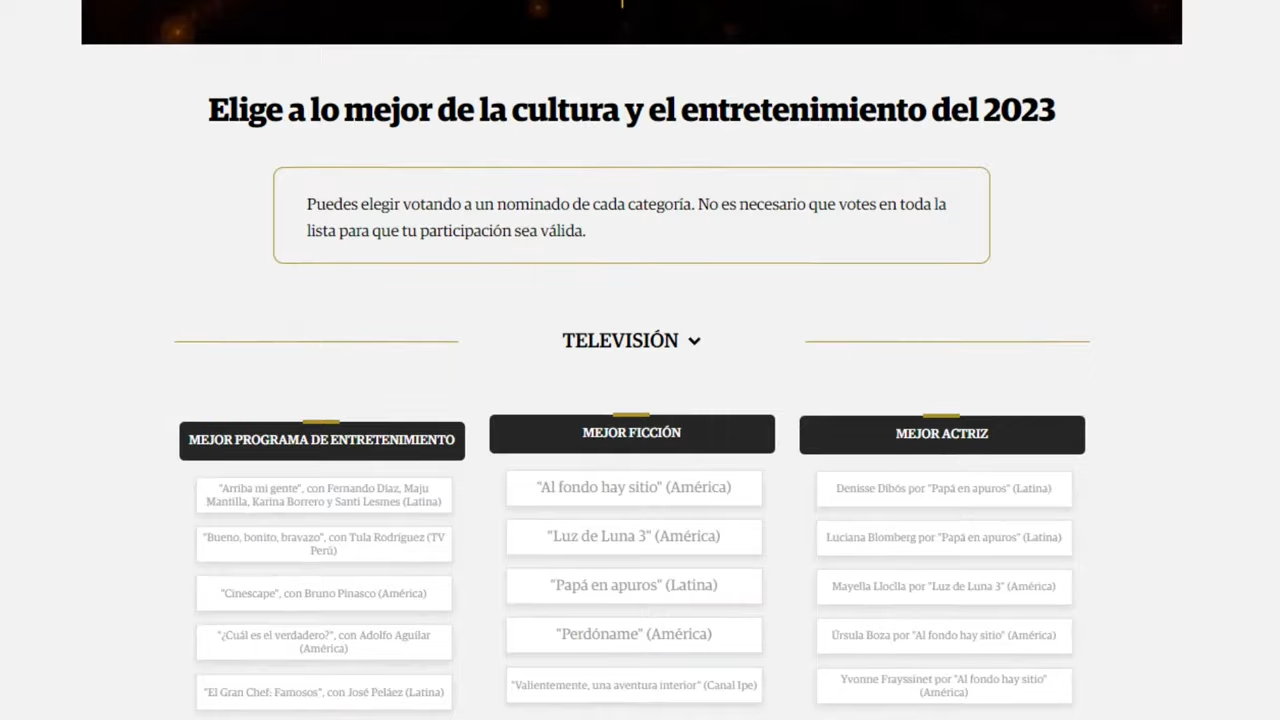 Elige a lo mejor de la cultura y el entretenimiento del 2023
Puedes elegir votando a un nominado de cada categoría. No es necesario que votes en toda la
lista para que tu participación sea válida.
TELEVISIÓN
MEJOR PROGRAMA DE ENTRETENIMIENTO
"Arriba mi gente", con Fernando Díaz, Maju
Mantilla, Karina Borrero y Santi Lesmes (Latina)
"Bueno, bonito, bravazo", con Tula Rodríguez (TV
Perú)
"Cinescape", con Bruno Pinasco (América)
"¿Cuál es el verdadero?", con Adolfo Aguilar
(América)
"El Gran Chef: Famosos", con José Peláez (Latina)
MEJOR FICCIÓN
"Al fondo hay sitio" (América)
"Luz de Luna 3" (América)
"Papá en apuros" (Latina)
"Perdóname" (América)
"Valientemente, una aventura interior" (Canal Ipe)
MEJOR ACTRIZ
Denisse Dibós por "Papá en apuros" (Latina)
Luciana Blomberg por "Papá en apuros" (Latina)
Mayella Lloclla por "Luz de Luna 3" (América)
Úrsula Boza por "Al fondo hay sitio" (América)
Yvonne Frayssinet por "Al fondo hay sitio"
(América)